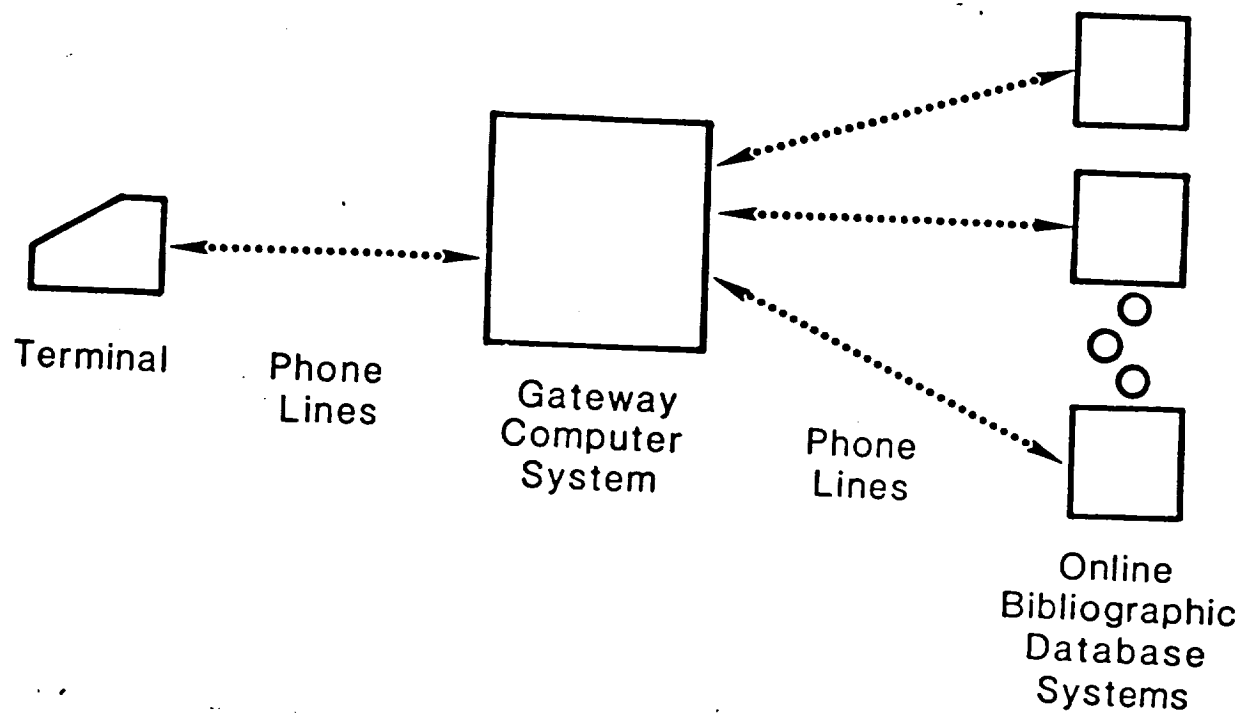 Terminal
Phone
Lines
Gateway
Computer
System
Phone
Lines
Online
Bibliographic
Database
Systems